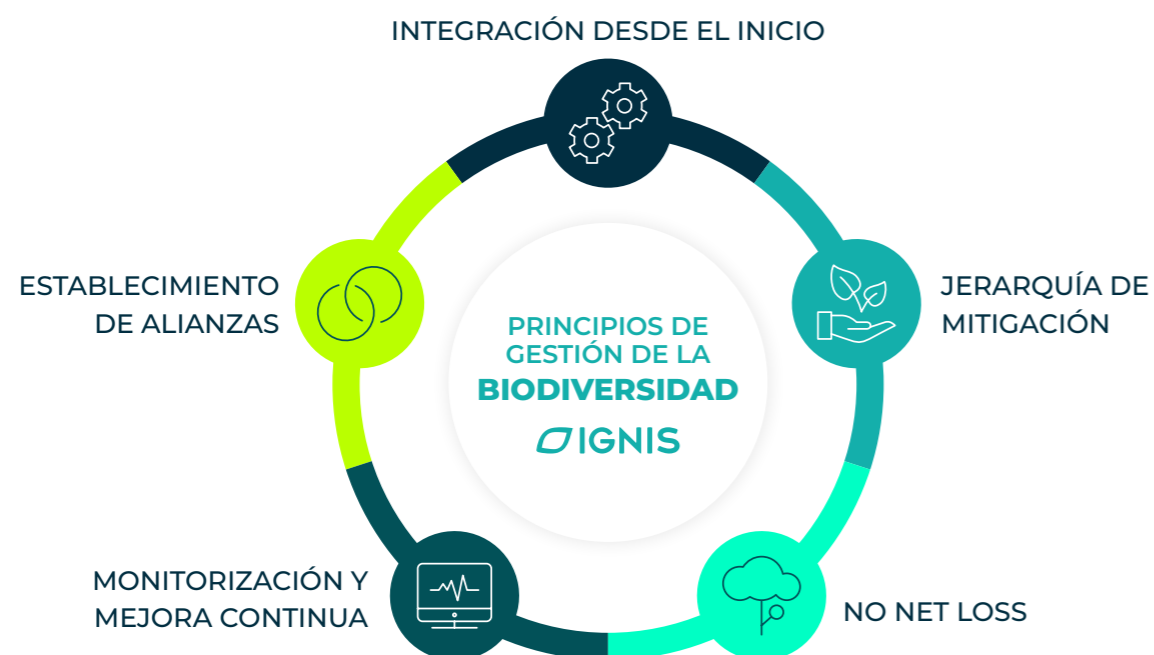 INTEGRACIÓN DESDE EL INICIO
ESTABLECIMIENTO
DE ALIANZAS
JERARQUÍA DE
MITIGACIÓN
PRINCIPIOS DE
GESTIÓN DE LA
BIODIVERSIDAD
IGNIS
MONITORIZACIÓN Y
MEJORA CONTINUA
NO NET LOSS